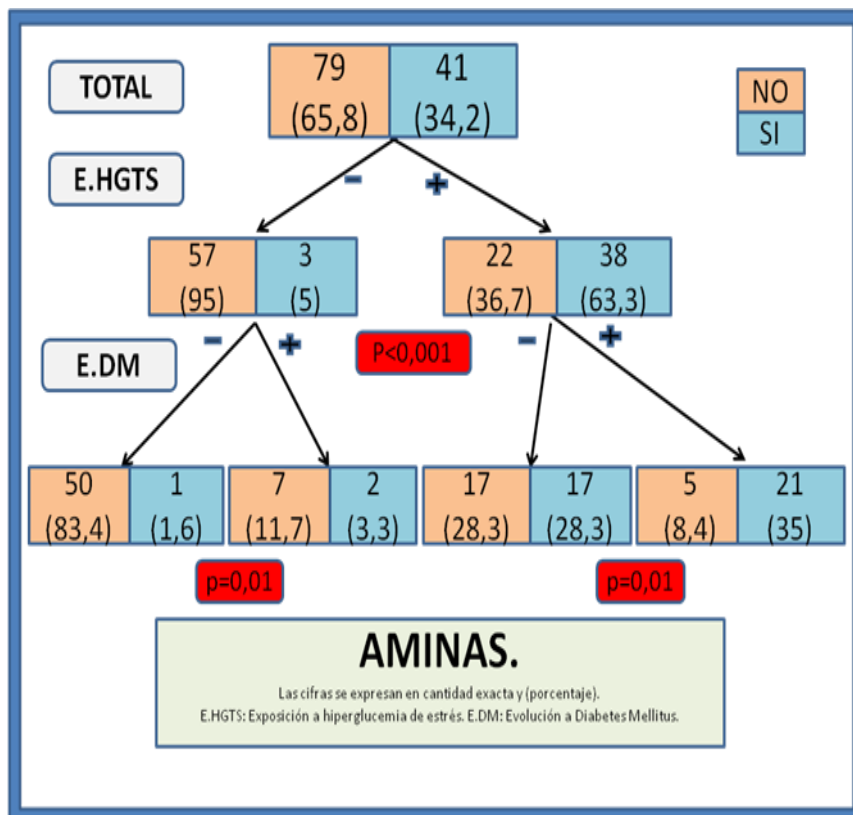 TOTAL
79 41
(65,8) (34,2)
NO
SI
E.HGTS
- +
57 3 22 38
(95) (5) (36,7) (63,3)
- + - +
E.DM
P<0,001
50 1 7 2 17 17 5 21
(83,4) (1,6) (11,7) (3,3) (28,3) (28,3) (8,4) (35)
p=0,01 p=0,01
AMINAS.
Las cifras se expresan en cantidad exacta y (porcentaje).
E.HGTS: Exposición a hiperglucemia de estrés. E.DM: Evolución a Diabetes Mellitus.